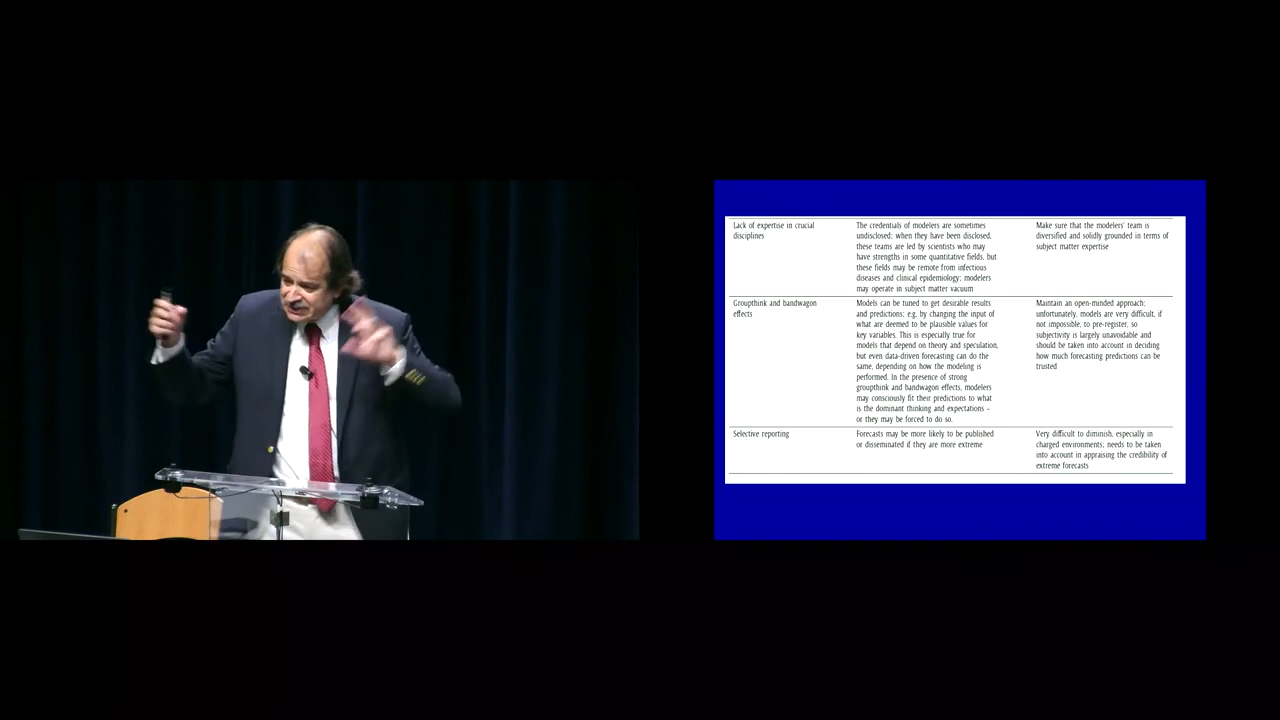 Lack of expertise in crucial
disciplines
The credentials of modelers are sometimes
undisclosed; when they have been disclosed,
these teams are led by scientists who may
have strengths in some quantitative fields, but
these fields may be remote from infectious
diseases and clinical epidemiology; modelers
may operate in subject matter vacuum
Make sure that the modelers' team is
diversified and solidly grounded in terms of
subject matter expertise
Groupthink and bandwagon
effects
Models can be tuned to get desirable results
and predictions; e.g. by changing the input of
what are deemed to be plausible values for
key variables. This is especially true for
models that depend on theory and speculation,
but even data-driven forecasting can do the
same, depending on how the modeling is
performed. In the presence of strong
groupthink and bandwagon effects, modelers
may consciously fit their predictions to what
is the dominant thinking and expectations –
or they may be forced to do so.
Maintain an open-minded approach;
unfortunately, models are very difficult, if
not impossible, to pre-register, so
subjectivity is largely unavoidable and
should be taken into account in deciding
how much forecasting predictions can be
trusted
Selective reporting
Forecasts may be more likely to be published
or disseminated if they are more extreme
Very difficult to diminish, especially in
charged environments; needs to be taken
into account in appraising the credibility of
extreme forecasts